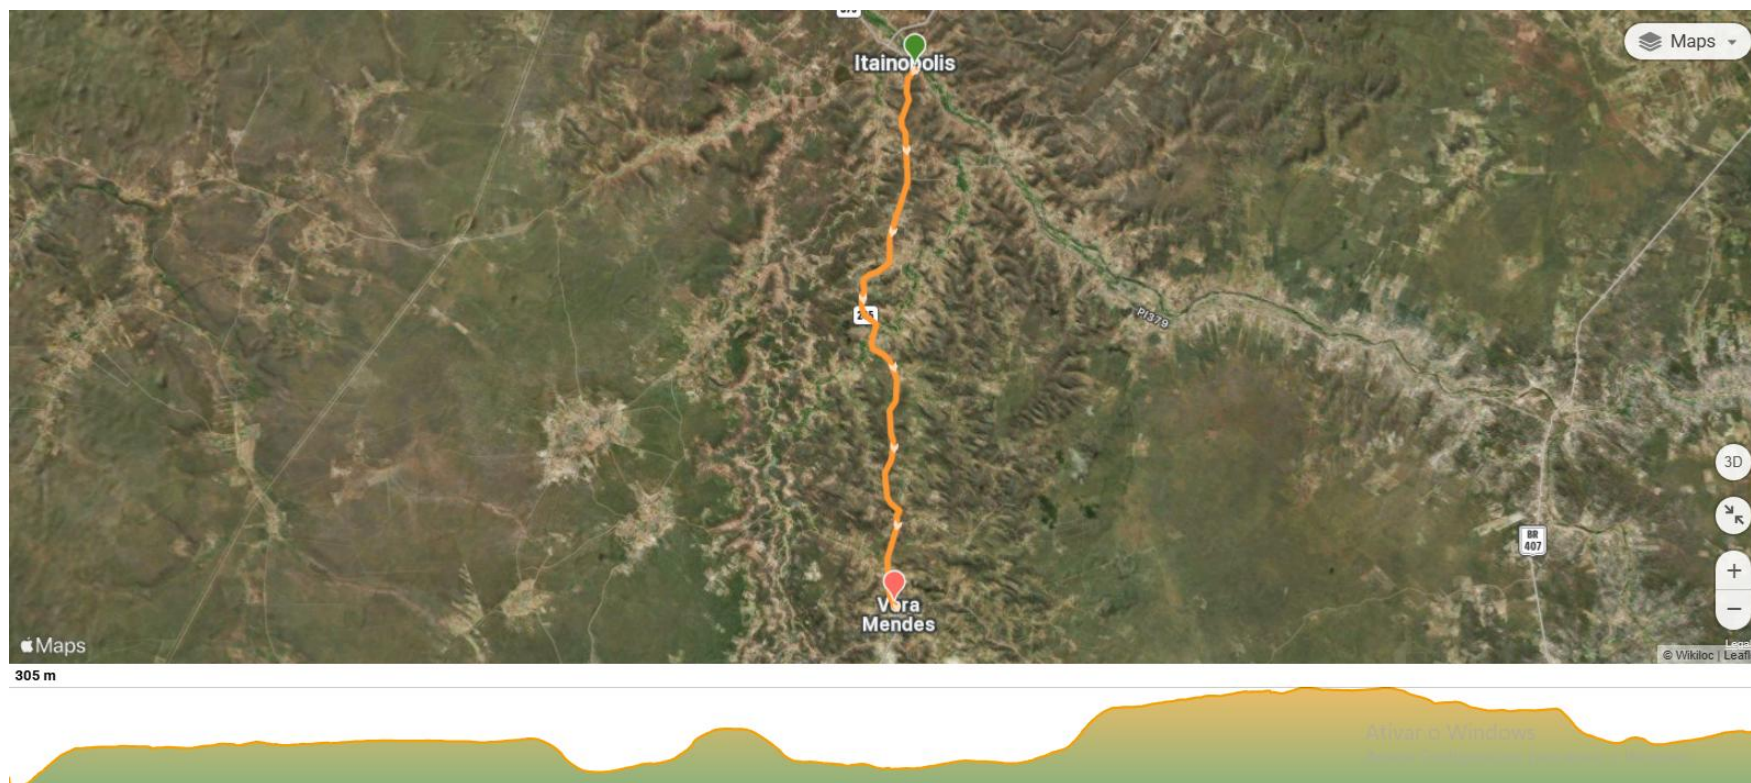 Maps
Itainopolis
PI379
3D
BR
407
+
−
Vera
Mendes
Maps
© Wikiloc | Leafl
305 m
Ativar o Windows